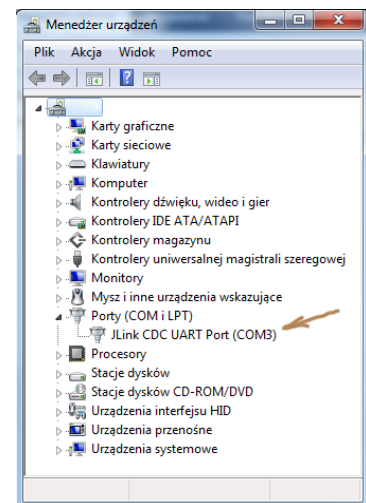 Menedżer urządzeń
Plik Akcja Widok Pomoc
Karty graficzne
Karty sieciowe
Klawiatury
Komputer
Kontrolery dźwięku, wideo i gier
Kontrolery IDE ATA/ATAPI
Kontrolery magazynu
Kontrolery uniwersalnej magistrali szeregowej
Monitory
Mysz i inne urządzenia wskazujące
Porty (COM i LPT)
JLink CDC UART Port (COM3)
Procesory
Stacje dysków
Stacje dysków CD-ROM/DVD
Urządzenia interfejsu HID
Urządzenia przenośne
Urządzenia systemowe